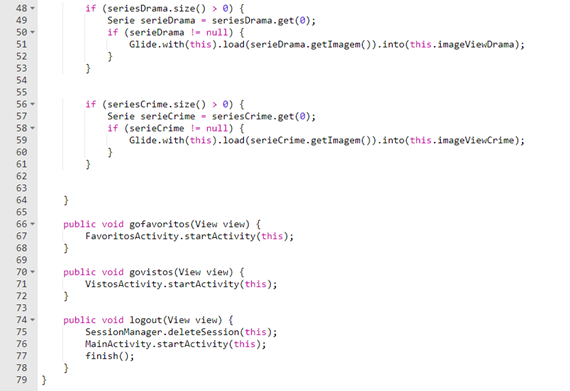 48 if (seriesDrama.size() > 0) {
49 Serie serieDrama = seriesDrama.get(0);
50 if (serieDrama != null) {
51 Glide.with(this).load(serieDrama.getImagem()).into(this.imageViewDrama);
52 }
53 }
54
55
56 if (seriesCrime.size() > 0) {
57 Serie serieCrime = seriesCrime.get(0);
58 if (serieCrime != null) {
59 Glide.with(this).load(serieCrime.getImagem()).into(this.imageViewCrime);
60 }
61 }
62
63
64 }
65
66 public void gofavoritos(View view) {
67 FavoritosActivity.startActivity(this);
68 }
69
70 public void govistos(View view) {
71 VistosActivity.startActivity(this);
72 }
73
74 public void logout(View view) {
75 SessionManager.deleteSession(this);
76 MainActivity.startActivity(this);
77 finish();
78 }
79 }